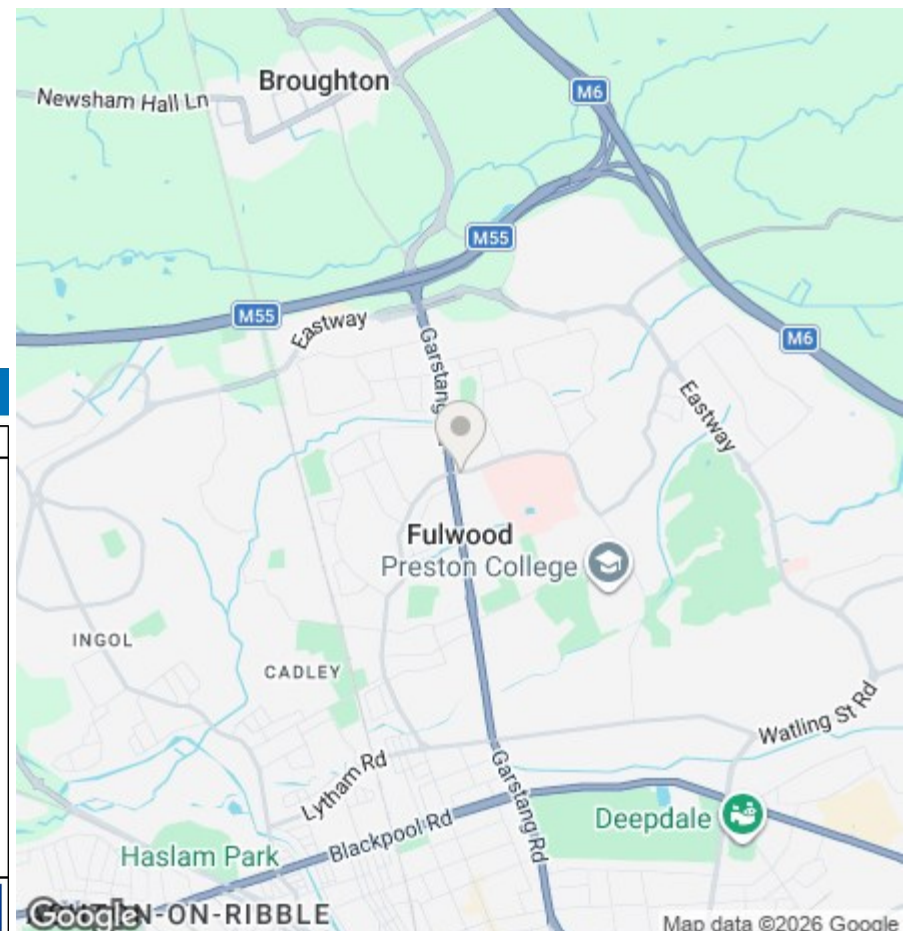 Broughton
Newsham Hall Ln
M6
M55
M55
Eastway
Garstang
M6
Eastway
Fulwood
Preston College
INGOL
CADLEY
Watling St Rd
Lytham Rd
Garstang Rd
Blackpool Rd
Deepdale
Haslam Park
Google
N-ON-RIBBLE
Map data ©2026 Google